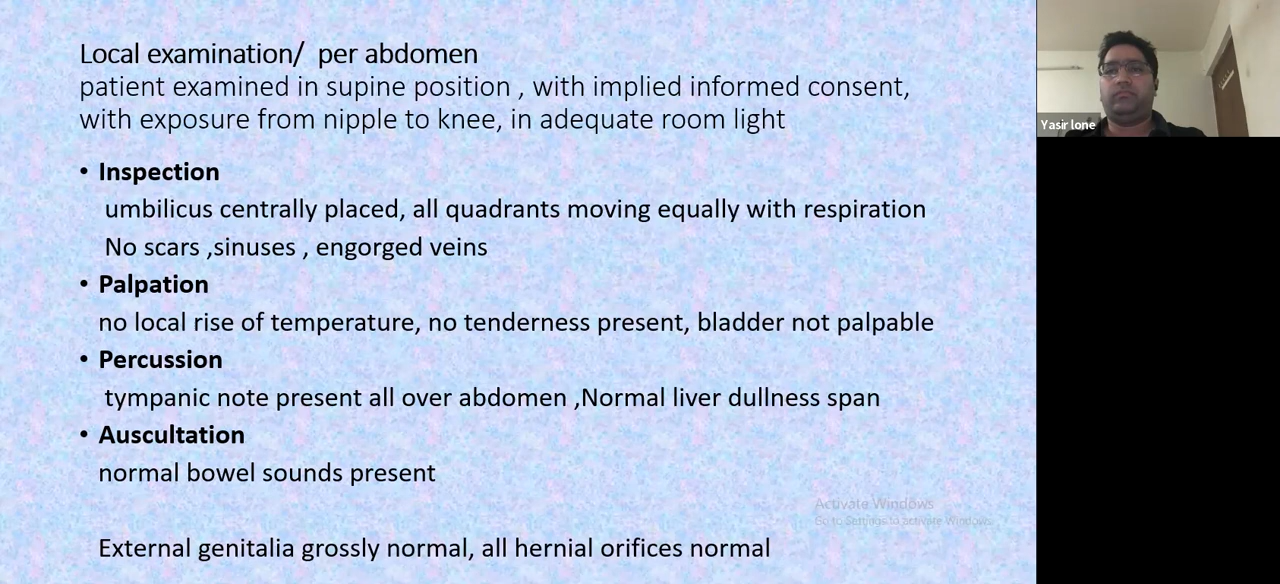 Local examination/ per abdomen
patient examined in supine position , with implied informed consent,
with exposure from nipple to knee, in adequate room light
• Inspection
umbilicus centrally placed, all quadrants moving equally with respiration
No scars ,sinuses , engorged veins
• Palpation
no local rise of temperature, no tenderness present, bladder not palpable
• Percussion
tympanic note present all over abdomen ,Normal liver dullness span
• Auscultation
normal bowel sounds present
External genitalia grossly normal, all hernial orifices normal
Activate Windows
Go to Settings to activate Windows.
Yasir lone